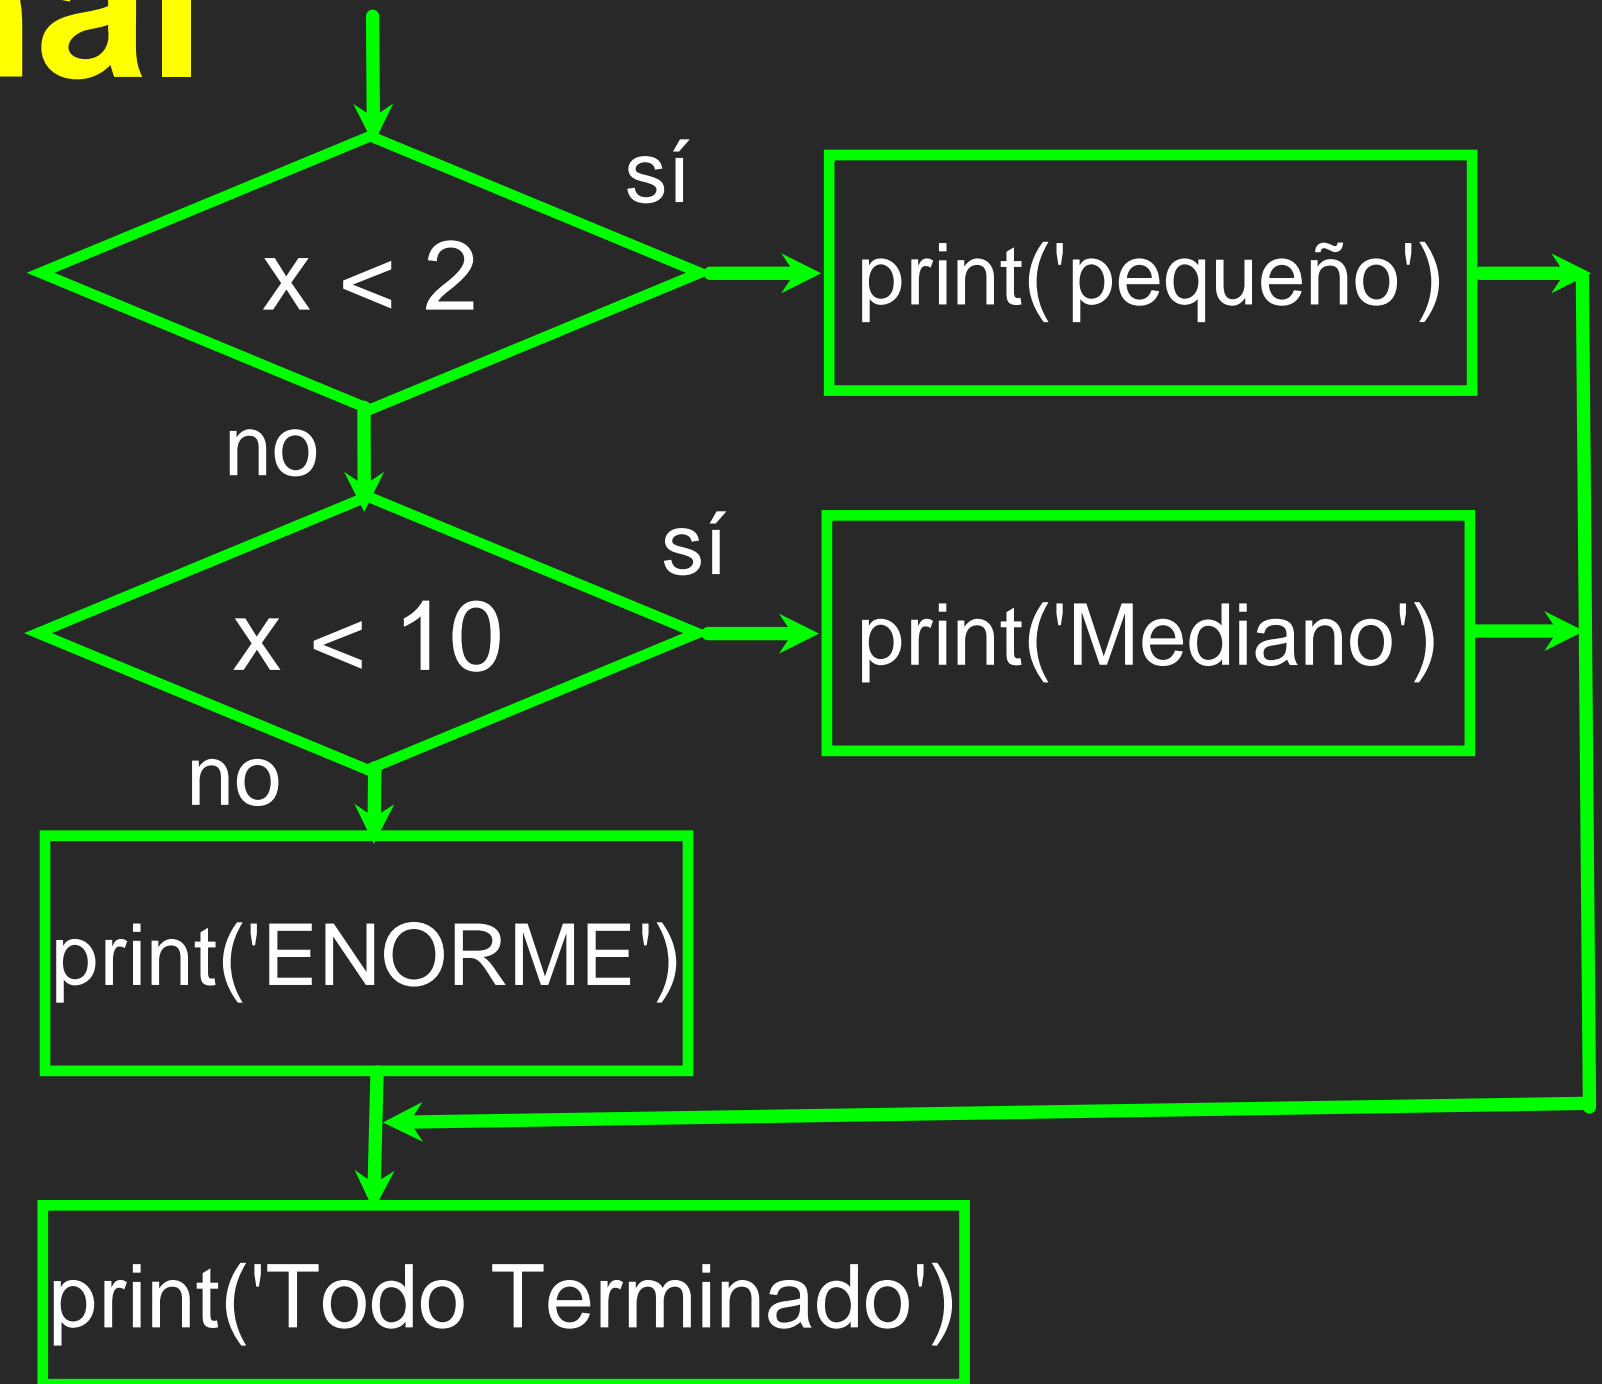 sí
x < 2
print('pequeño')
no
sí
x < 10
print('Mediano')
no
print('ENORME')
print('Todo Terminado')